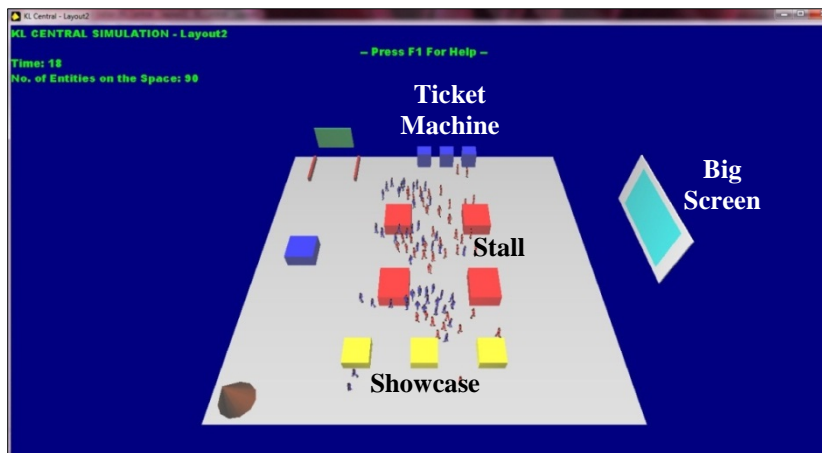 KL Central - Layout2
KL CENTRAL SIMULATION - Layout2
-- Press F1 For Help --
Time: 18
No. of Entities on the Space: 90
Ticket
Machine
Big
Screen
Stall
Showcase